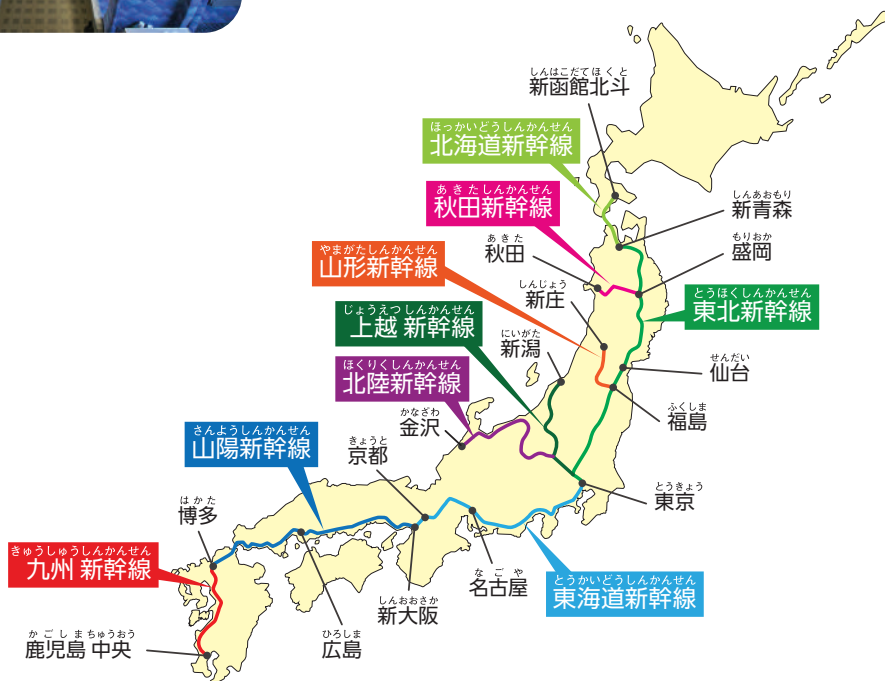 しんはこだてほくと
新函館北斗
ほっかいどうしんかんせん
北海道新幹線
あきたしんかんせん
秋田新幹線
しんあおもり
新青森
もりおか
盛岡
あきた
秋田
やまがたしんかんせん
山形新幹線
しんじょう
新庄
とうほくしんかんせん
東北新幹線
じょうえつしんかんせん
上越新幹線
にいがた
新潟
せんだい
仙台
ほくりくしんかんせん
北陸新幹線
ふくしま
福島
かなざわ
金沢
さんようしんかんせん
山陽新幹線
きょうと
京都
とうきょう
東京
はかた
博多
きゅうしゅうしんかんせん
九州新幹線
なごや
名古屋
とうかいどうしんかんせん
東海道新幹線
しんおおさか
新大阪
ひろしま
広島
かごしまちゅうおう
鹿児島中央